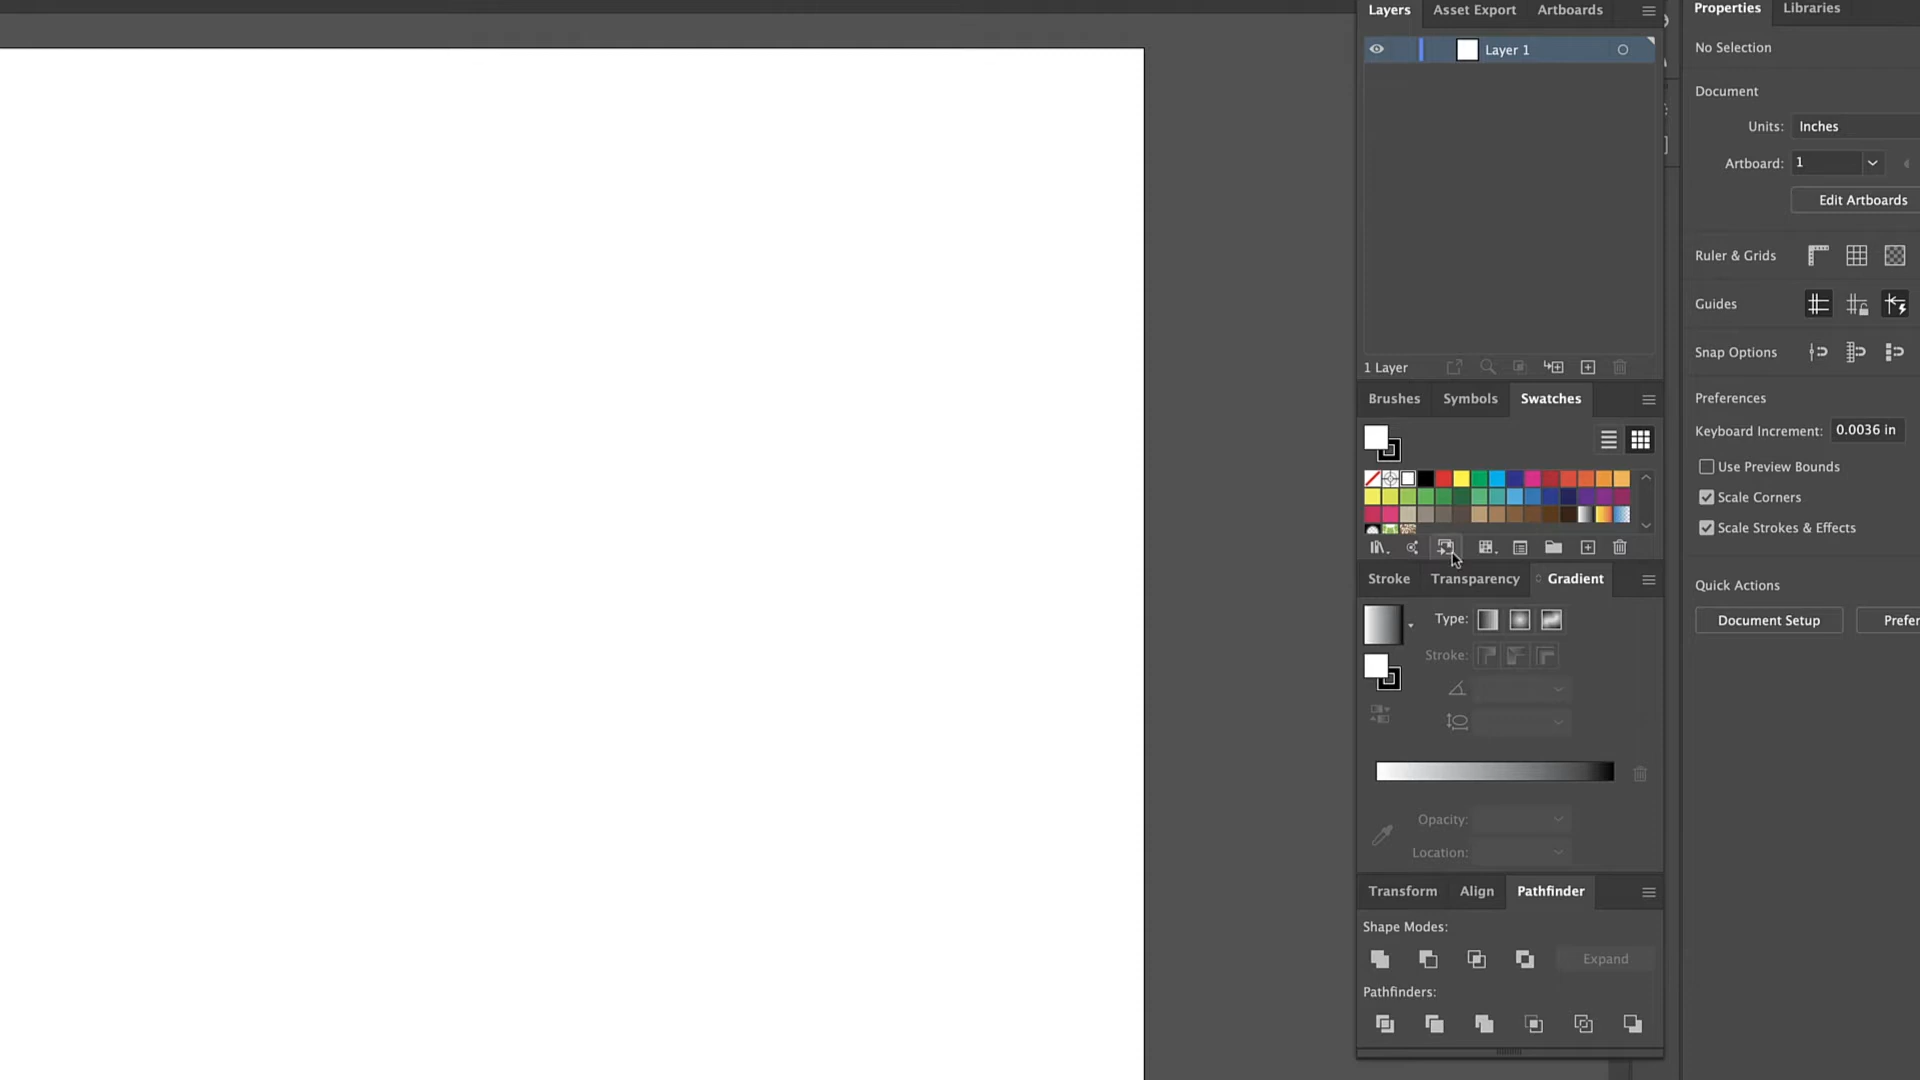 Layers Asset Export Artboards
Layer 1
1 Layer
Brushes Symbols Swatches
Stroke Transparency Gradient
Type:
Stroke:
Opacity:
Location:
Transform Align Pathfinder
Shape Modes:
Expand
Pathfinders:
Properties Libraries
No Selection
Document
Units: Inches
Artboard: 1
Edit Artboards
Ruler & Grids
Guides
Snap Options
Preferences
Keyboard Increment: 0.0036 in
Use Preview Bounds
Scale Corners
Scale Strokes & Effects
Quick Actions
Document Setup Prefer